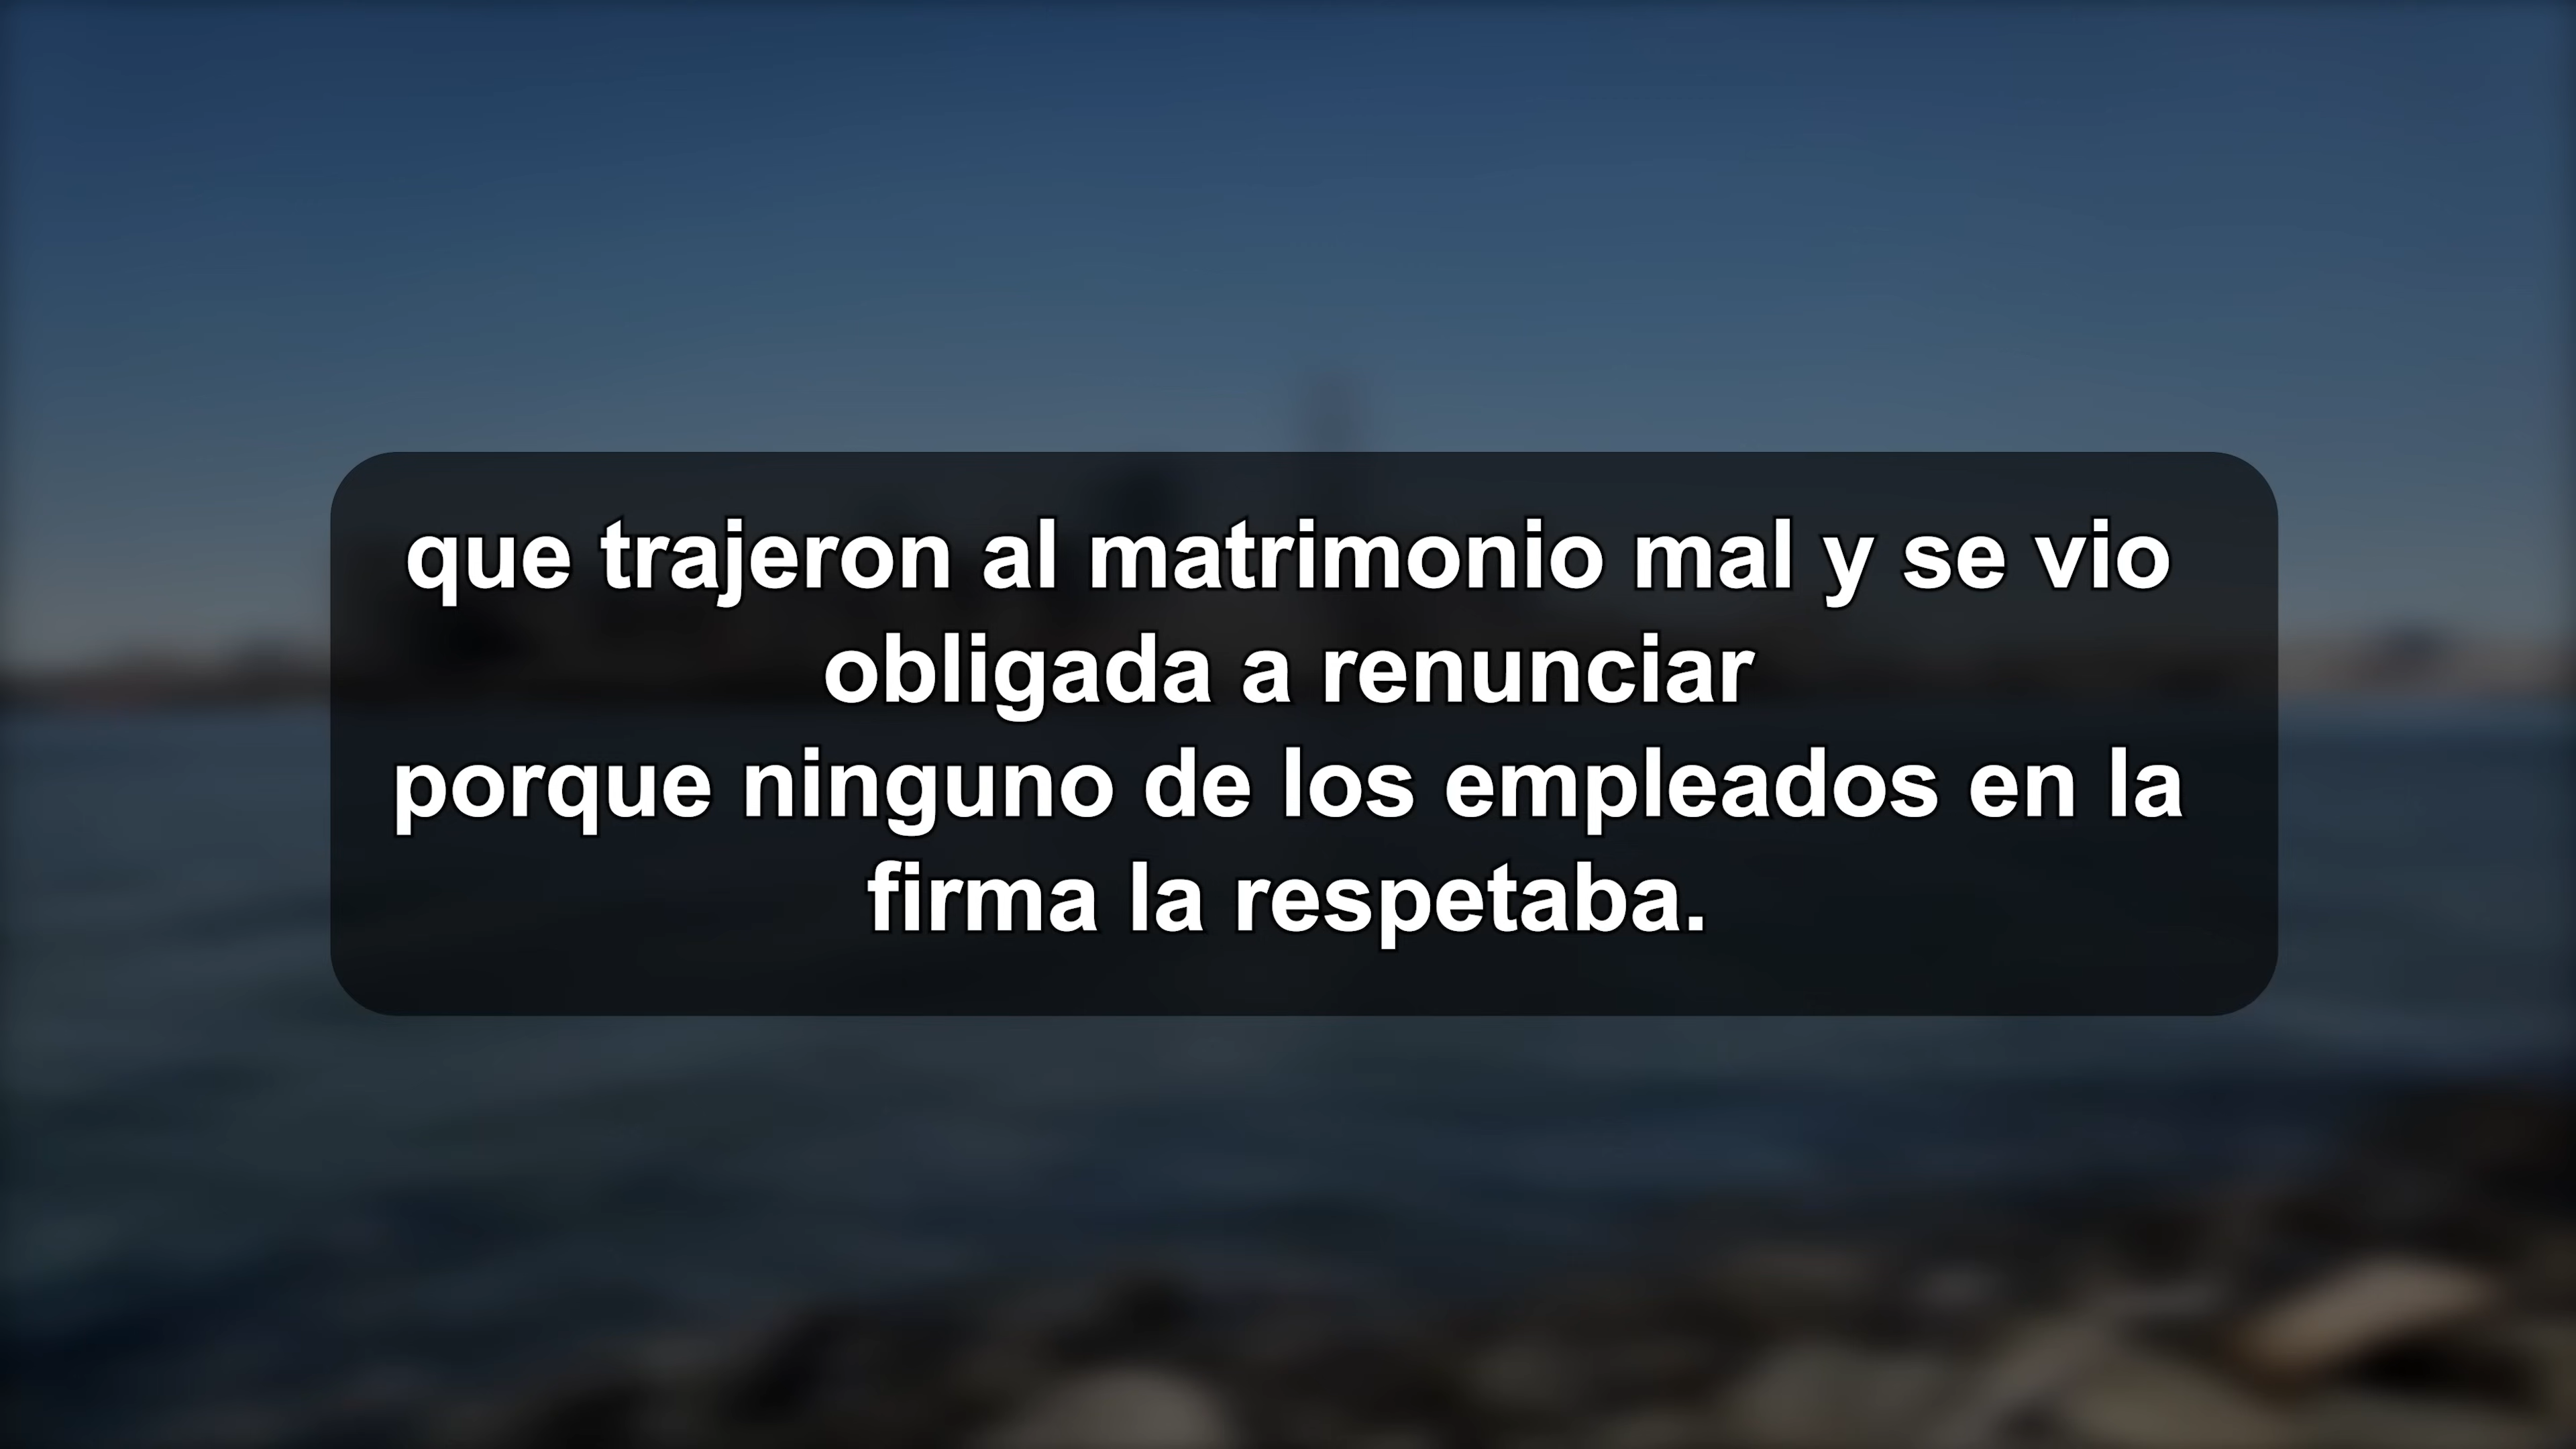 que trajeron al matrimonio mal y se vio
obligada a renunciar
porque ninguno de los empleados en la
firma la respetaba.